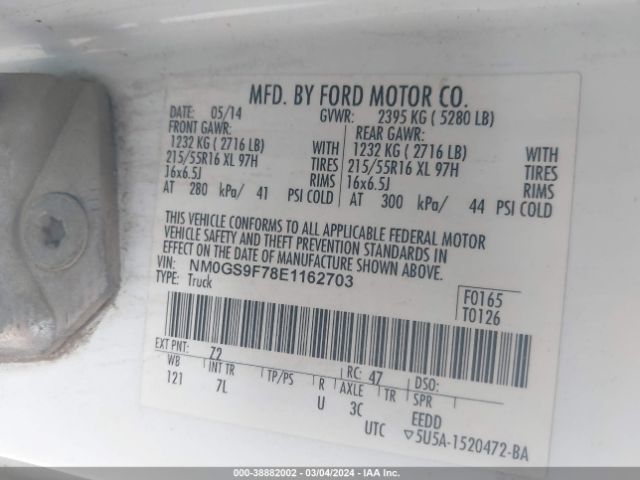 MFD. BY FORD MOTOR CO.
DATE: 05/14 GVWR: 2395 KG ( 5280 LB)
FRONT GAWR: REAR GAWR:
1232 KG ( 2716 LB) WITH 1232 KG ( 2716 LB) WITH
215/55R16 XL 97H TIRES 215/55R16 XL 97H TIRES
16x6.5J RIMS 16x6.5J RIMS
AT 280 kPa/ 41 PSI COLD AT 300 kPa/ 44 PSI COLD
THIS VEHICLE CONFORMS TO ALL APPLICABLE FEDERAL MOTOR
VEHICLE SAFETY AND THEFT PREVENTION STANDARDS IN
EFFECT ON THE DATE OF MANUFACTURE SHOWN ABOVE.
VIN: NM0GS9F78E1162703
TYPE: Truck
F0165
T0126
EXT PNT: Z2 RC: 47 DSO:
WB INT TR TP/PS R AXLE TR SPR
121 7L U 3C EEDD
UTC ▽5U5A-1520472-BA
000-38882002 - 03/04/2024 - IAA Inc.